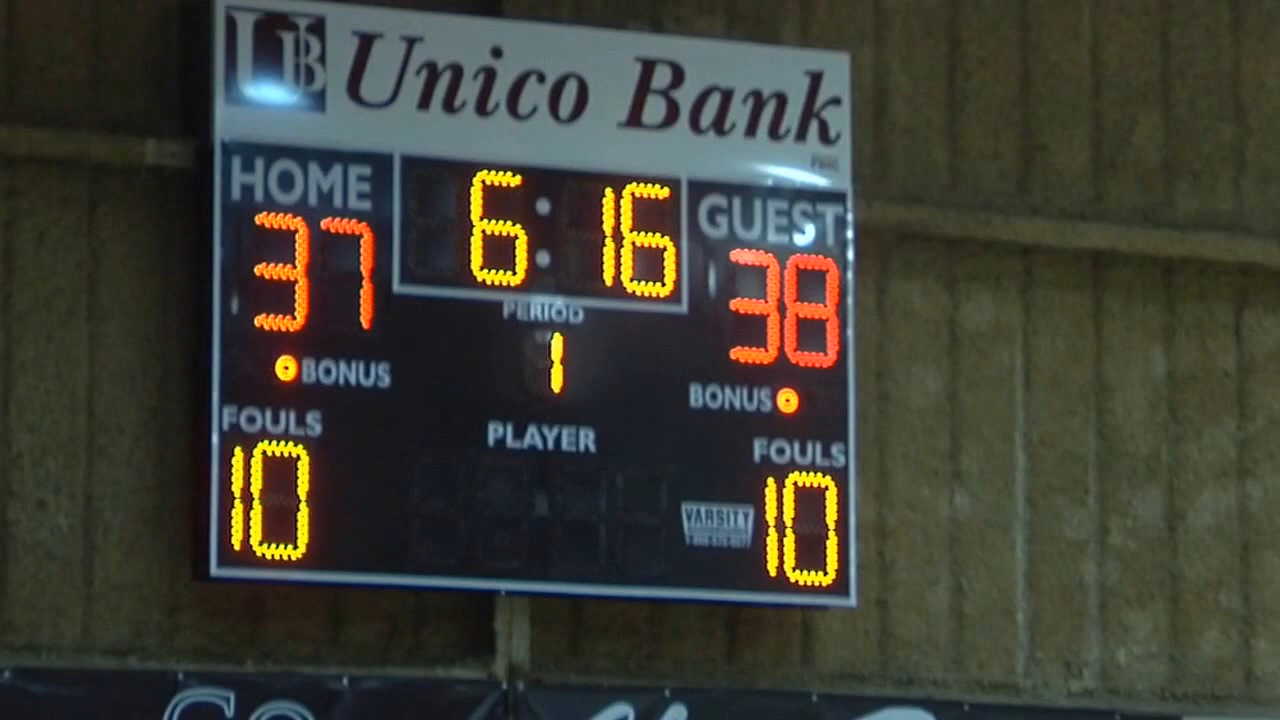 UB Unico Bank
HOME 6:16 GUEST
37 38
PERIOD
1
BONUS BONUS
FOULS PLAYER FOULS
10 10
VARSITY